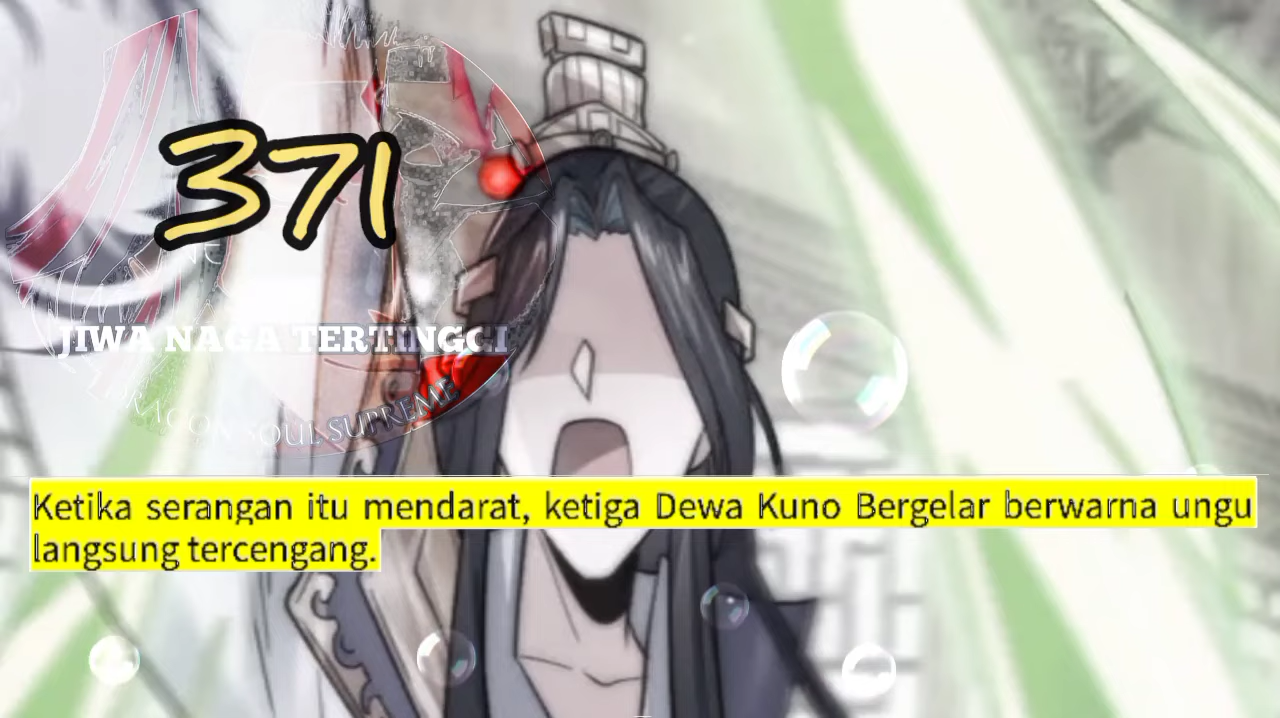 371
JIWA NAGA TERTINGGI
DRAGON SOUL SUPREME
Ketika serangan itu mendarat, ketiga Dewa Kuno Bergelar berwarna ungu
langsung tercengang.